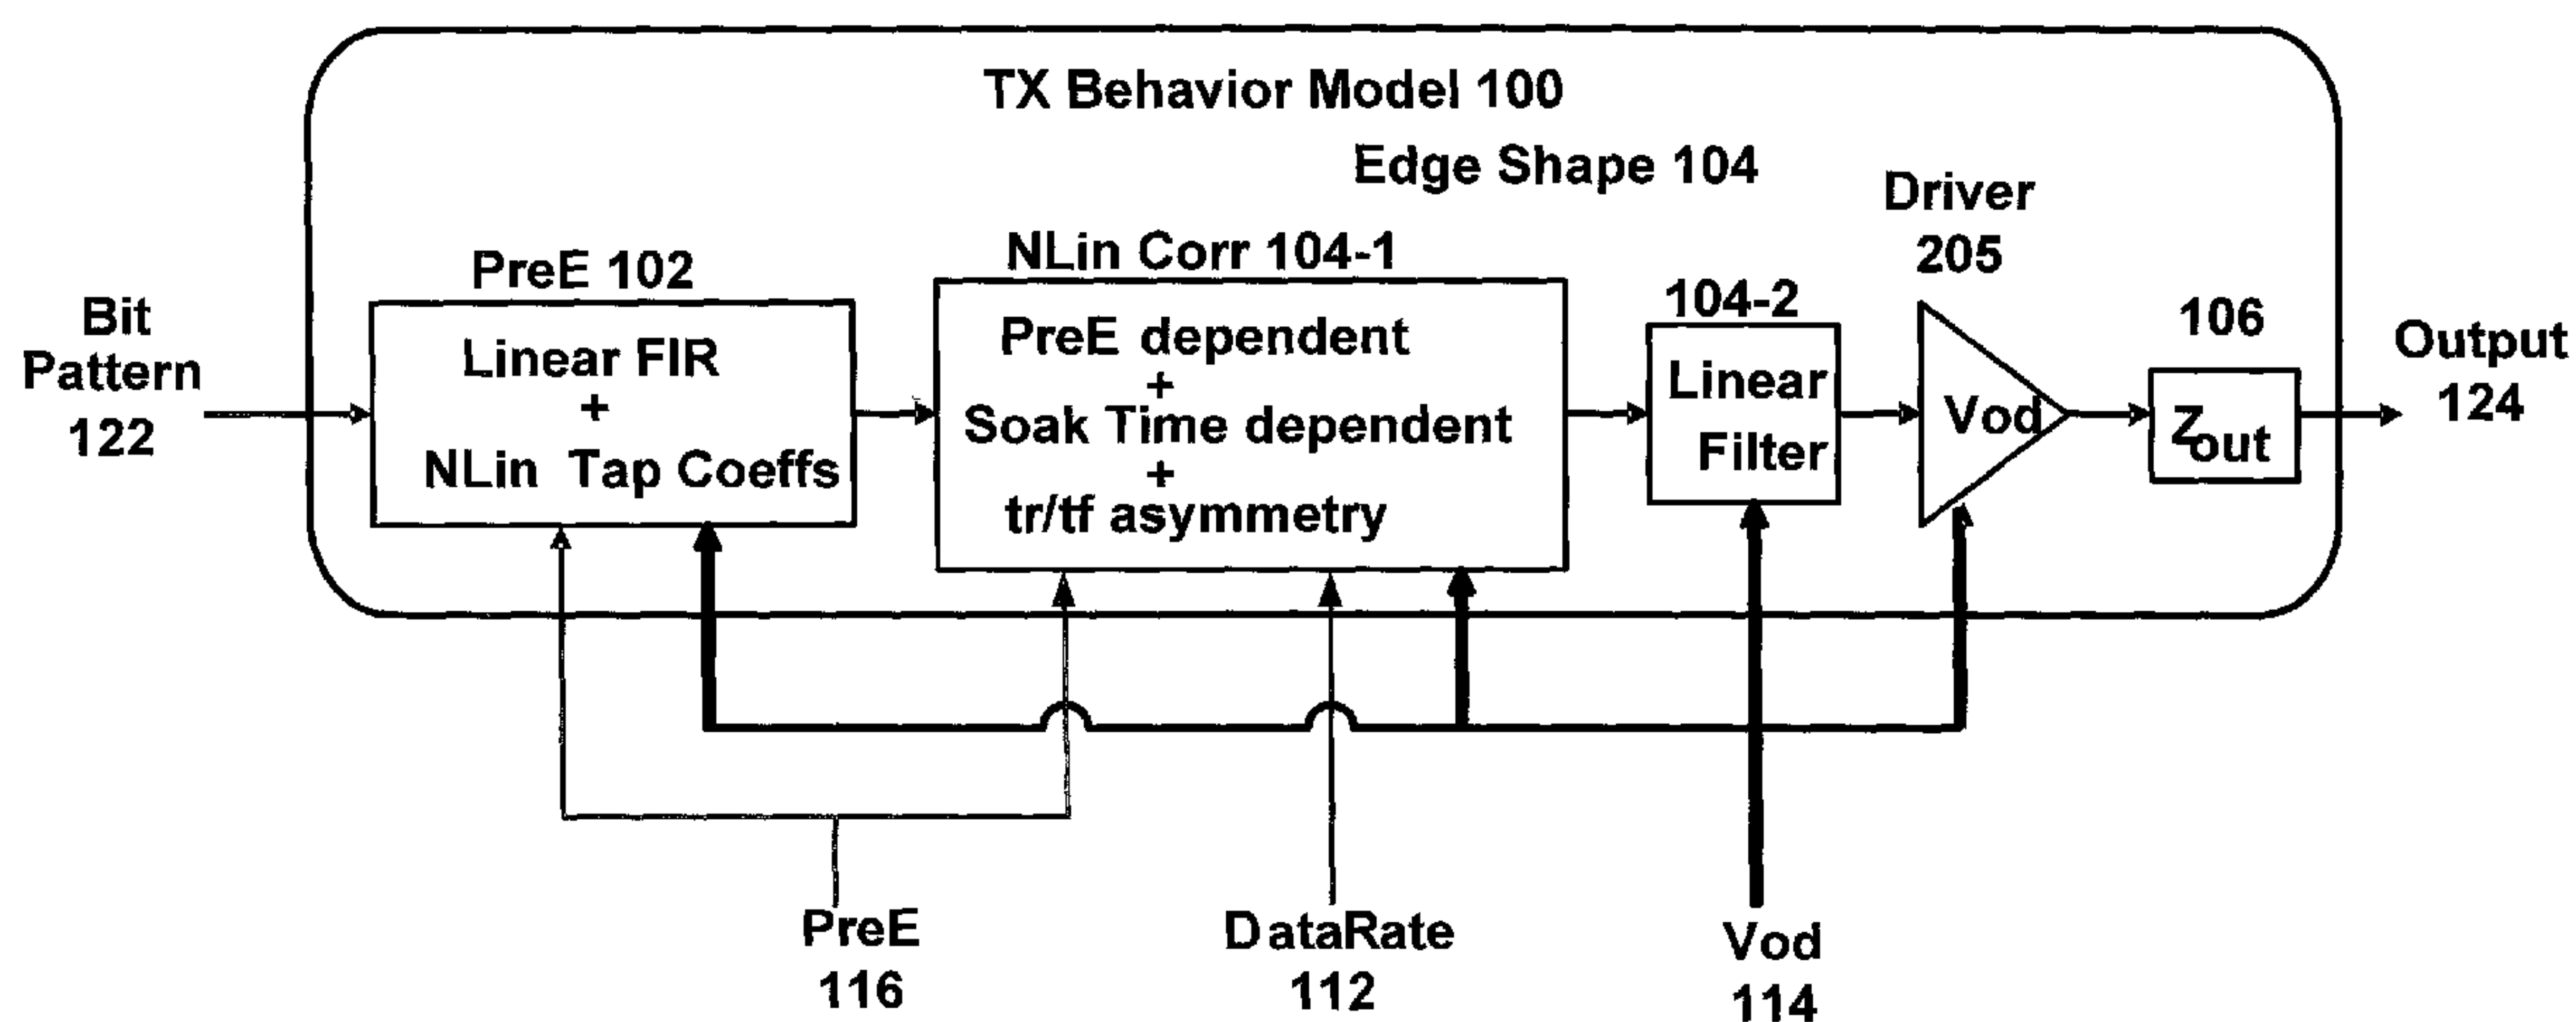 TX Behavior Model 100
Edge Shape 104
Driver
205
NLin Corr 104-1
PreE 102
104-2
106
Bit
Pattern
122
Linear FIR
+
NLin Tap Coeffs
PreE dependent
+
Soak Time dependent
+
tr/tf asymmetry
Linear
Filter
Vod
Zout
Output
124
PreE
116
DataRate
112
Vod
114